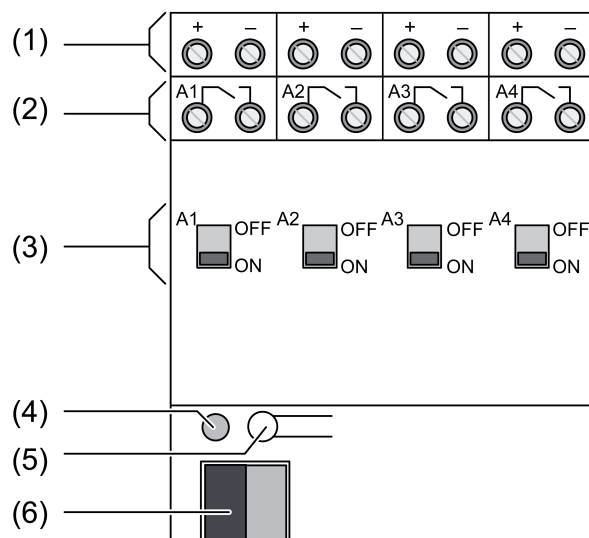 (1) + − + − + − + −
(2) A1 A2 A3 A4
(3) A1 OFF A2 OFF A3 OFF A4 OFF
ON ON ON ON
(4)
(5)
(6)